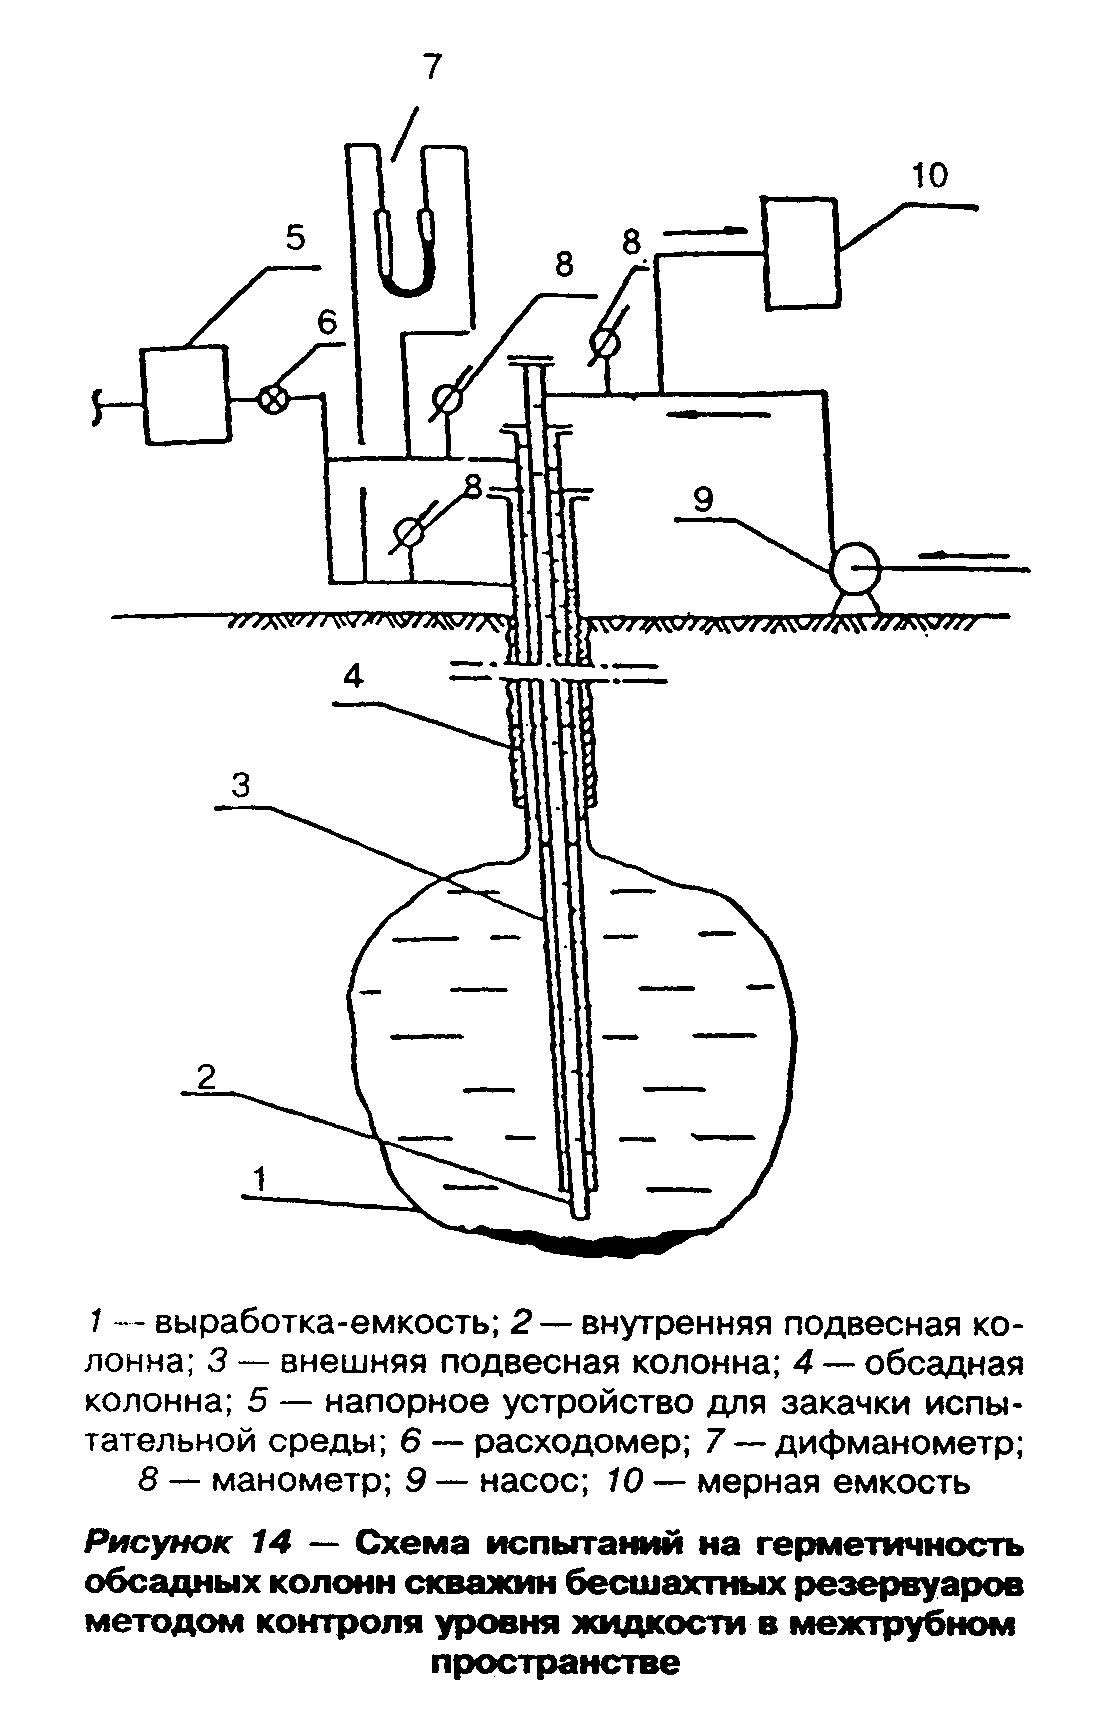 7
10
5
8
8
6
8
9
4
3
2
1
1 — выработка-емкость; 2 — внутренняя подвесная ко-
лонна; 3 — внешняя подвесная колонна; 4 — обсадная
колонна; 5 — напорное устройство для закачки испы-
тательной среды; 6 — расходомер; 7 — дифманометр;
8 — манометр; 9 — насос; 10 — мерная емкость
Рисунок 14 — Схема испытаний на герметичность
обсадных колонн скважин бесшахтных резервуаров
методом контроля уровня жидкости в межтрубном
пространстве